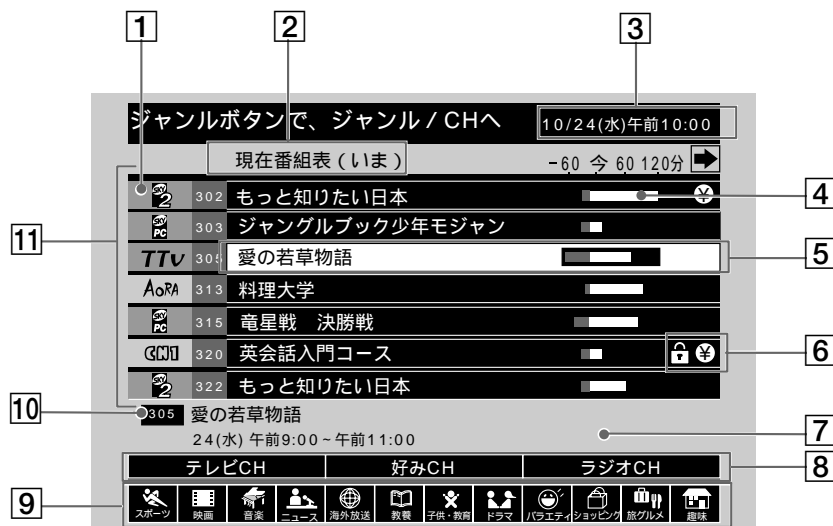 1 2 3
ジャンルボタンで、ジャンル / CHへ 10/24(水)午前10:00
現在番組表 (いま) -60 今 60 120分
SKY 2 302 もっと知りたい日本 ¥ 4
SKY PC 303 ジャングルブック少年モジャン
11
TTV 305 愛の若草物語 5
AORA 313 料理大学
SKY PC 315 竜星戦 決勝戦
CNN1 320 英会話入門コース ¥ 6
SKY 2 322 もっと知りたい日本
10 305 愛の若草物語
24(水) 午前9:00~午前11:00 7
テレビCH 好みCH ラジオCH 8
9 スポーツ 映画 音楽 ニュース 海外放送 教養 子供・教育 ドラマ バラエティ ショッピング 旅グルメ 趣味